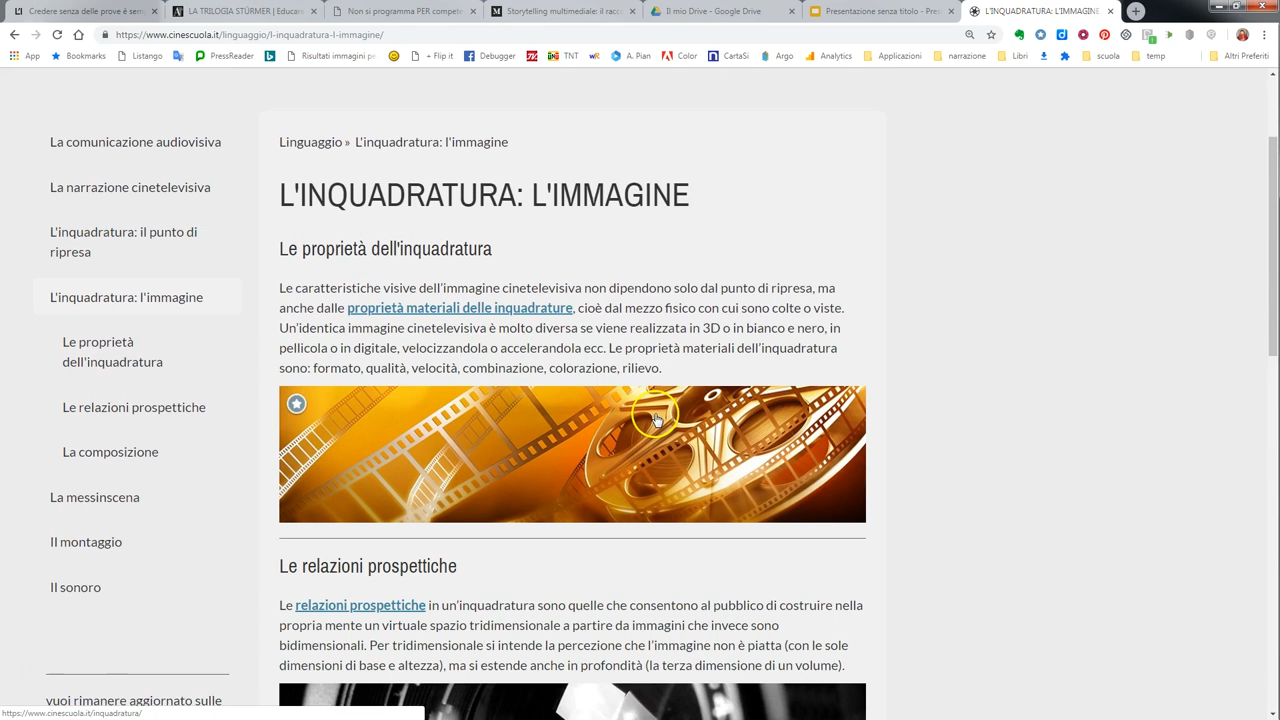 Credere senza delle prove è sem
LA TRILOGIA STÜRMER | Educare
Non si programma PER compete
Storytelling multimediale: il racco
Il mio Drive - Google Drive
Presentazione senza titolo - Pres
L'INQUADRATURA: L'IMMAGINE
https://www.cinescuola.it/linguaggio/l-inquadratura-l-immagine/
App
Bookmarks
Listango
PressReader
Risultati immagini pe
+ Flip it
Debugger
TNT
A. Pian
Color
CartaSi
Argo
Analytics
Applicazioni
narrazione
Libri
scuola
temp
Altri Preferiti
La comunicazione audiovisiva
La narrazione cinetelevisiva
L'inquadratura: il punto di
ripresa
L'inquadratura: l'immagine
Le proprietà
dell'inquadratura
Le relazioni prospettiche
La composizione
La messinscena
Il montaggio
Il sonoro
vuoi rimanere aggiornato sulle
Linguaggio » L'inquadratura: l'immagine
L'INQUADRATURA: L'IMMAGINE
Le proprietà dell'inquadratura
Le caratteristiche visive dell’immagine cinetelevisiva non dipendono solo dal punto di ripresa, ma
anche dalle proprietà materiali delle inquadrature, cioè dal mezzo fisico con cui sono colte o viste.
Un’identica immagine cinetelevisiva è molto diversa se viene realizzata in 3D o in bianco e nero, in
pellicola o in digitale, velocizzandola o accelerandola ecc. Le proprietà materiali dell’inquadratura
sono: formato, qualità, velocità, combinazione, colorazione, rilievo.
Le relazioni prospettiche
Le relazioni prospettiche in un’inquadratura sono quelle che consentono al pubblico di costruire nella
propria mente un virtuale spazio tridimensionale a partire da immagini che invece sono
bidimensionali. Per tridimensionale si intende la percezione che l’immagine non è piatta (con le sole
dimensioni di base e altezza), ma si estende anche in profondità (la terza dimensione di un volume).
https://www.cinescuola.it/inquadratura/